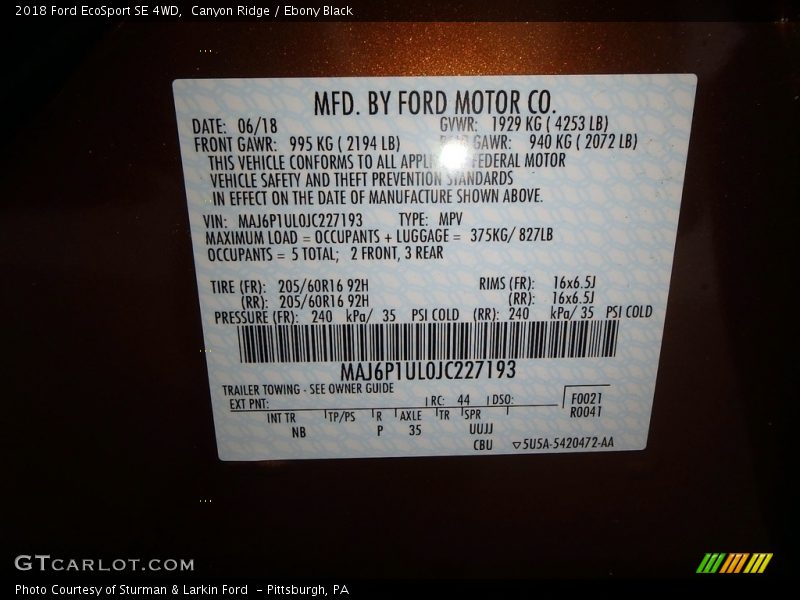 2018 Ford EcoSport SE 4WD, Canyon Ridge / Ebony Black
MFD. BY FORD MOTOR CO.
DATE: 06/18 GVWR: 1929 KG ( 4253 LB)
FRONT GAWR: 995 KG ( 2194 LB) GAWR: 940 KG ( 2072 LB)
THIS VEHICLE CONFORMS TO ALL FEDERAL MOTOR
VEHICLE SAFETY AND THEFT PREVENTION STANDARDS
IN EFFECT ON THE DATE OF MANUFACTURE SHOWN ABOVE.
VIN: MAJ6P1UL0JC227193 TYPE: MPV
MAXIMUM LOAD = OCCUPANTS + LUGGAGE = 375KG/ 827LB
OCCUPANTS = 5 TOTAL; 2 FRONT, 3 REAR
TIRE (FR): 205/60R16 92H RIMS (FR): 16x6.5J
(RR): 205/60R16 92H (RR): 16x6.5J
PRESSURE (FR): 240 kPa/ 35 PSI COLD (RR): 240 kPa/ 35 PSI COLD
MAJ6P1UL0JC227193
TRAILER TOWING - SEE OWNER GUIDE
EXT PNT: RC: 44 DSO: F0021
R0041
INT TR TP/PS R AXLE TR SPR
NB P 35 UUJJ
CBU ▽5U5A-5420472-AA
GTCARLOT.COM
Photo Courtesy of Sturman & Larkin Ford - Pittsburgh, PA